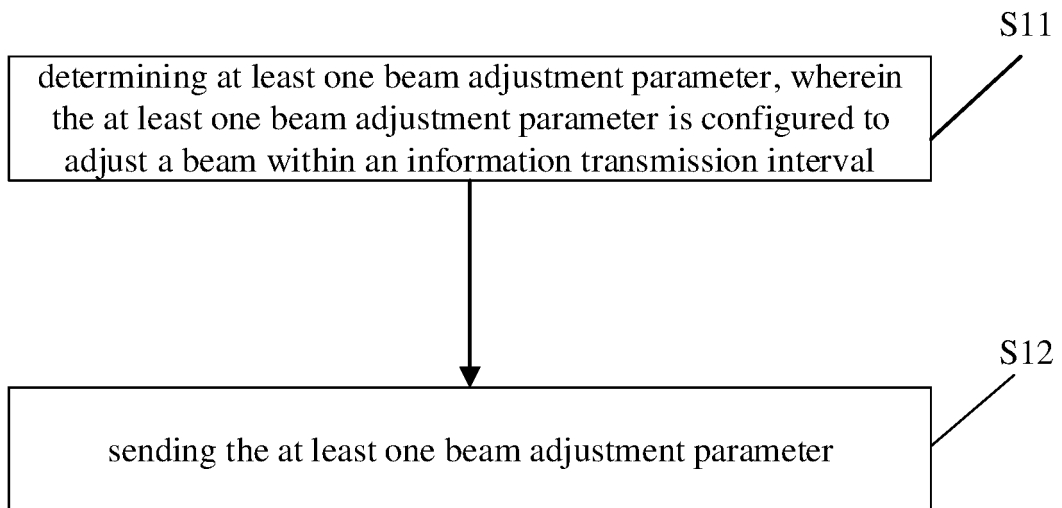 S11
determining at least one beam adjustment parameter, wherein
the at least one beam adjustment parameter is configured to
adjust a beam within an information transmission interval
S12
sending the at least one beam adjustment parameter